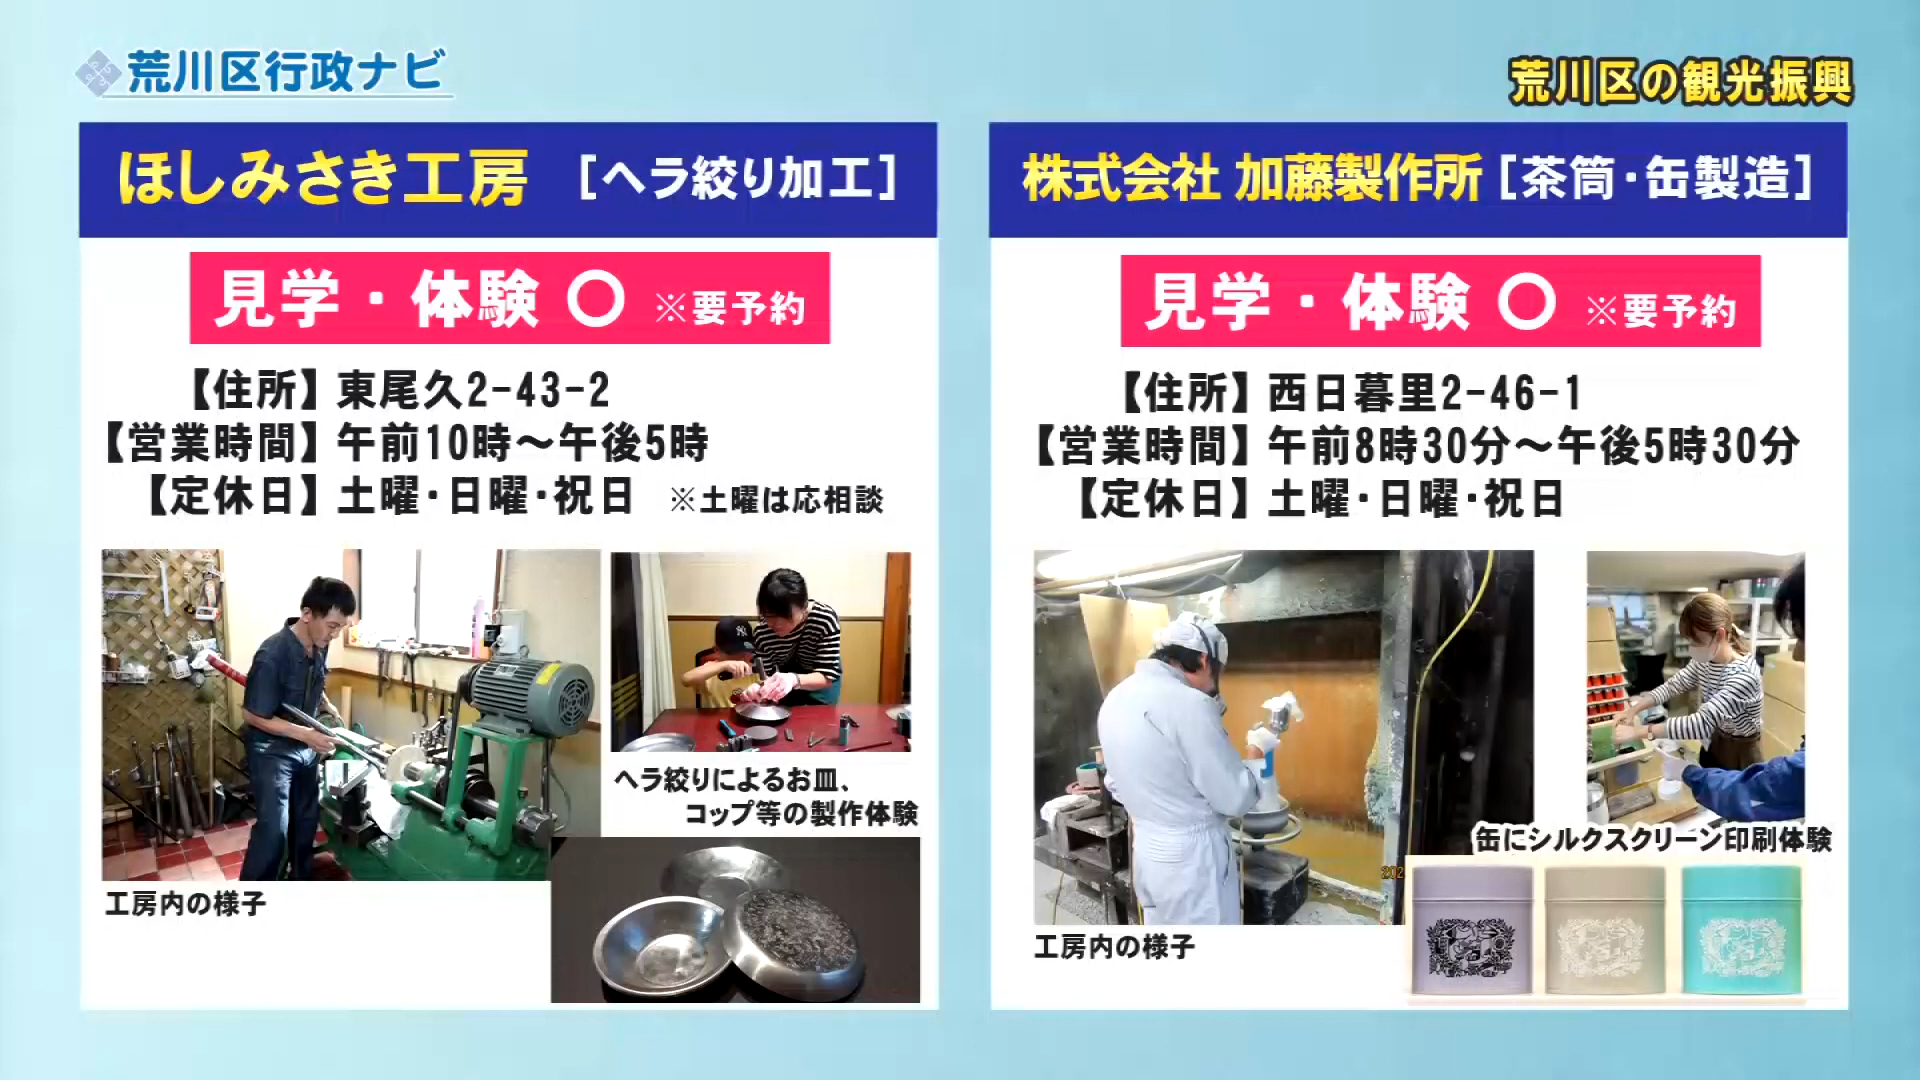 荒川区行政ナビ
荒川区の観光振興
ほしみさき工房 [ヘラ絞り加工]
見学・体験 〇 ※要予約
【住所】東尾久2-43-2
【営業時間】午前10時〜午後5時
【定休日】土曜・日曜・祝日 ※土曜は応相談
ヘラ絞りによるお皿、
コップ等の製作体験
工房内の様子
株式会社 加藤製作所 [茶筒・缶製造]
見学・体験 〇 ※要予約
【住所】西日暮里2-46-1
【営業時間】午前8時30分〜午後5時30分
【定休日】土曜・日曜・祝日
缶にシルクスクリーン印刷体験
工房内の様子